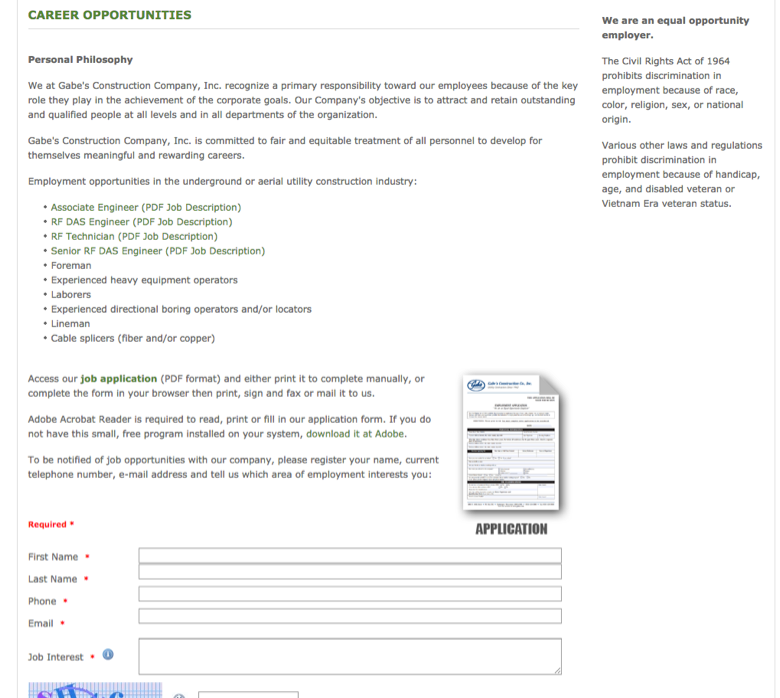 CAREER OPPORTUNITIES
Personal Philosophy
We at Gabe's Construction Company, Inc. recognize a primary responsibility toward our employees because of the key
role they play in the achievement of the corporate goals. Our Company's objective is to attract and retain outstanding
and qualified people at all levels and in all departments of the organization.
Gabe's Construction Company, Inc. is committed to fair and equitable treatment of all personnel to develop for
themselves meaningful and rewarding careers.
Employment opportunities in the underground or aerial utility construction industry:
• Associate Engineer (PDF Job Description)
• RF DAS Engineer (PDF Job Description)
• RF Technician (PDF Job Description)
• Senior RF DAS Engineer (PDF Job Description)
• Foreman
• Experienced heavy equipment operators
• Laborers
• Experienced directional boring operators and/or locators
• Lineman
• Cable splicers (fiber and/or copper)
Access our job application (PDF format) and either print it to complete manually, or
complete the form in your browser then print, sign and fax or mail it to us.
Adobe Acrobat Reader is required to read, print or fill in our application form. If you do
not have this small, free program installed on your system, download it at Adobe.
To be notified of job opportunities with our company, please register your name, current
telephone number, e-mail address and tell us which area of employment interests you:
Gabe's Construction Co., Inc.
APPLICATION
Required *
First Name *
Last Name *
Phone *
Email *
Job Interest *
We are an equal opportunity
employer.
The Civil Rights Act of 1964
prohibits discrimination in
employment because of race,
color, religion, sex, or national
origin.
Various other laws and regulations
prohibit discrimination in
employment because of handicap,
age, and disabled veteran or
Vietnam Era veteran status.